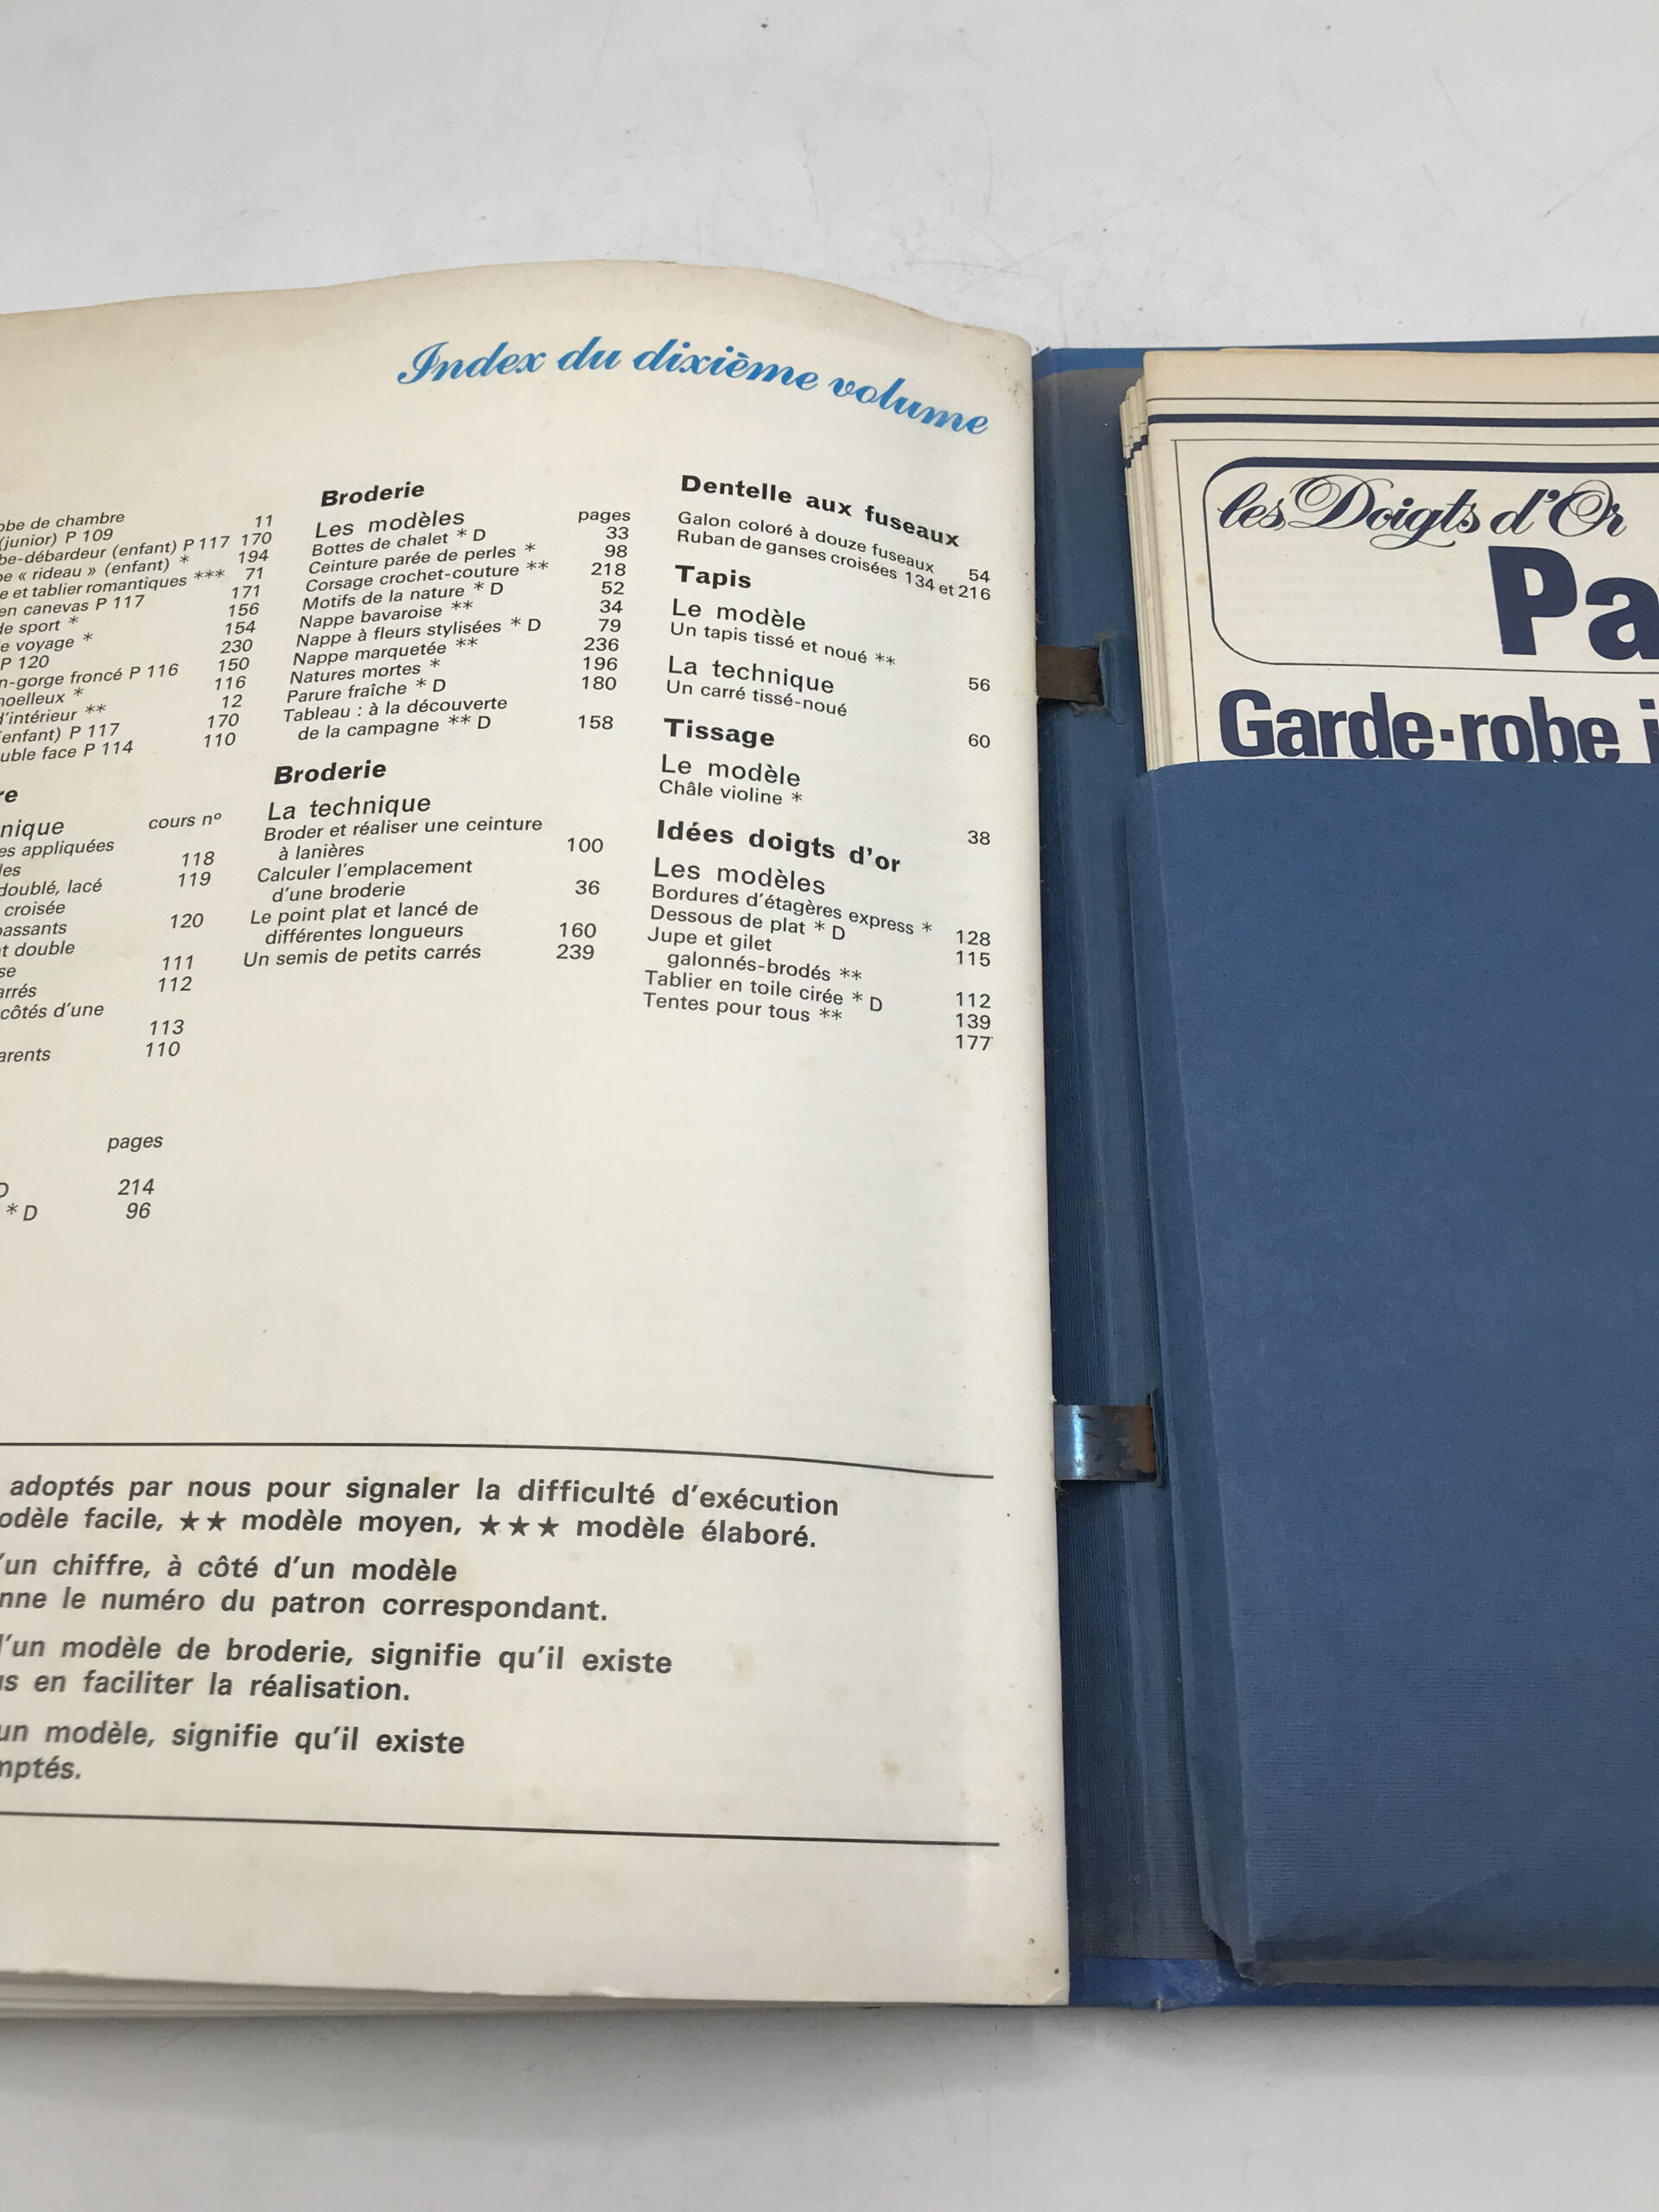 Index du dixième volume
obe de chambre 11
(junior) P 109
be-débardeur (enfant) P 117 170
pe « rideau » (enfant) * 194
e et tablier romantiques *** 71
en canevas P 117 171
de sport * 156
e voyage * 154
P 120 230
n-gorge froncé P 116 150
noelleux * 116
d'intérieur ** 12
enfant) P 117 170
uble face P 114 110
re
nique cours nº
es appliquées
les 118
doublé, lacé 119
croisée
passants 120
t double
se 111
arrés 112
côtés d'une
113
arents 110
pages
D 214
* D 96
Broderie
Les modèles pages
Bottes de chalet * D 33
Ceinture parée de perles * 98
Corsage crochet-couture ** 218
Motifs de la nature * D 52
Nappe bavaroise ** 34
Nappe à fleurs stylisées * D 79
Nappe marquetée ** 236
Natures mortes * 196
Parure fraîche * D 180
Tableau : à la découverte
de la campagne ** D 158
Broderie
La technique
Broder et réaliser une ceinture
à lanières 100
Calculer l'emplacement
d'une broderie 36
Le point plat et lancé de
différentes longueurs 160
Un semis de petits carrés 239
Dentelle aux fuseaux
Galon coloré à douze fuseaux 54
Ruban de ganses croisées 134 et 216
Tapis
Le modèle
Un tapis tissé et noué ** 56
La technique
Un carré tissé-noué 60
Tissage
Le modèle
Châle violine * 38
Idées doigts d'or
Les modèles
Bordures d'étagères express * 128
Dessous de plat * D 115
Jupe et gilet
galonnés-brodés ** 112
Tablier en toile cirée * D 139
Tentes pour tous ** 177
adoptés par nous pour signaler la difficulté d'exécution
odèle facile, ★★ modèle moyen, ★★★ modèle élaboré.
'un chiffre, à côté d'un modèle
nne le numéro du patron correspondant.
d'un modèle de broderie, signifie qu'il existe
us en faciliter la réalisation.
un modèle, signifie qu'il existe
mptés.
les Doigts d'Or
Pa
Garde-robe i